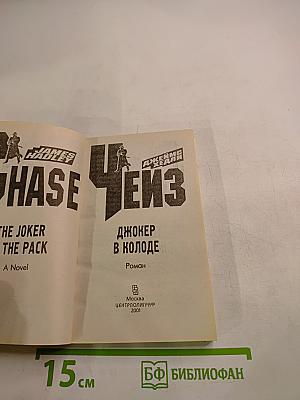 JAMES
HADLEY
CHASE
THE JOKER
THE PACK
A Novel
ДЖЕЙМС
ХЕДЛИ
ЧЕЙЗ
ДЖОКЕР
В КОЛОДЕ
Роман
Москва
ЦЕНТРПОЛИГРАФ
2001
15 см
БФ БИБЛИОФАН